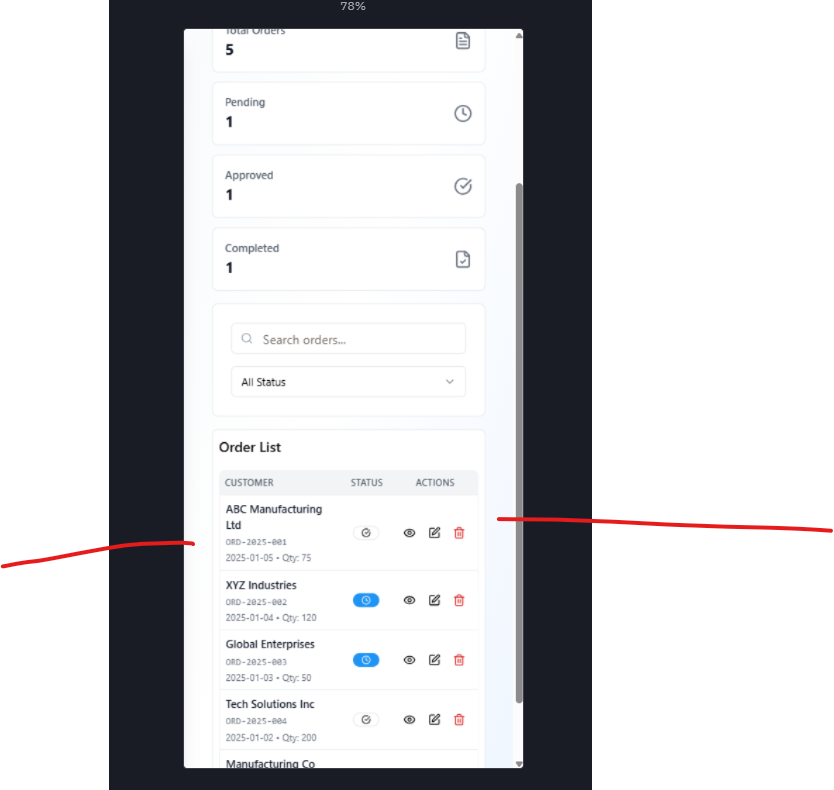 78%
Total Orders
5
Pending
1
Approved
1
Completed
1
Search orders...
All Status
Order List
CUSTOMER STATUS ACTIONS
ABC Manufacturing
Ltd
ORD-2025-001
2025-01-05 • Qty: 75
XYZ Industries
ORD-2025-002
2025-01-04 • Qty: 120
Global Enterprises
ORD-2025-003
2025-01-03 • Qty: 50
Tech Solutions Inc
ORD-2025-004
2025-01-02 • Qty: 200
Manufacturing Co